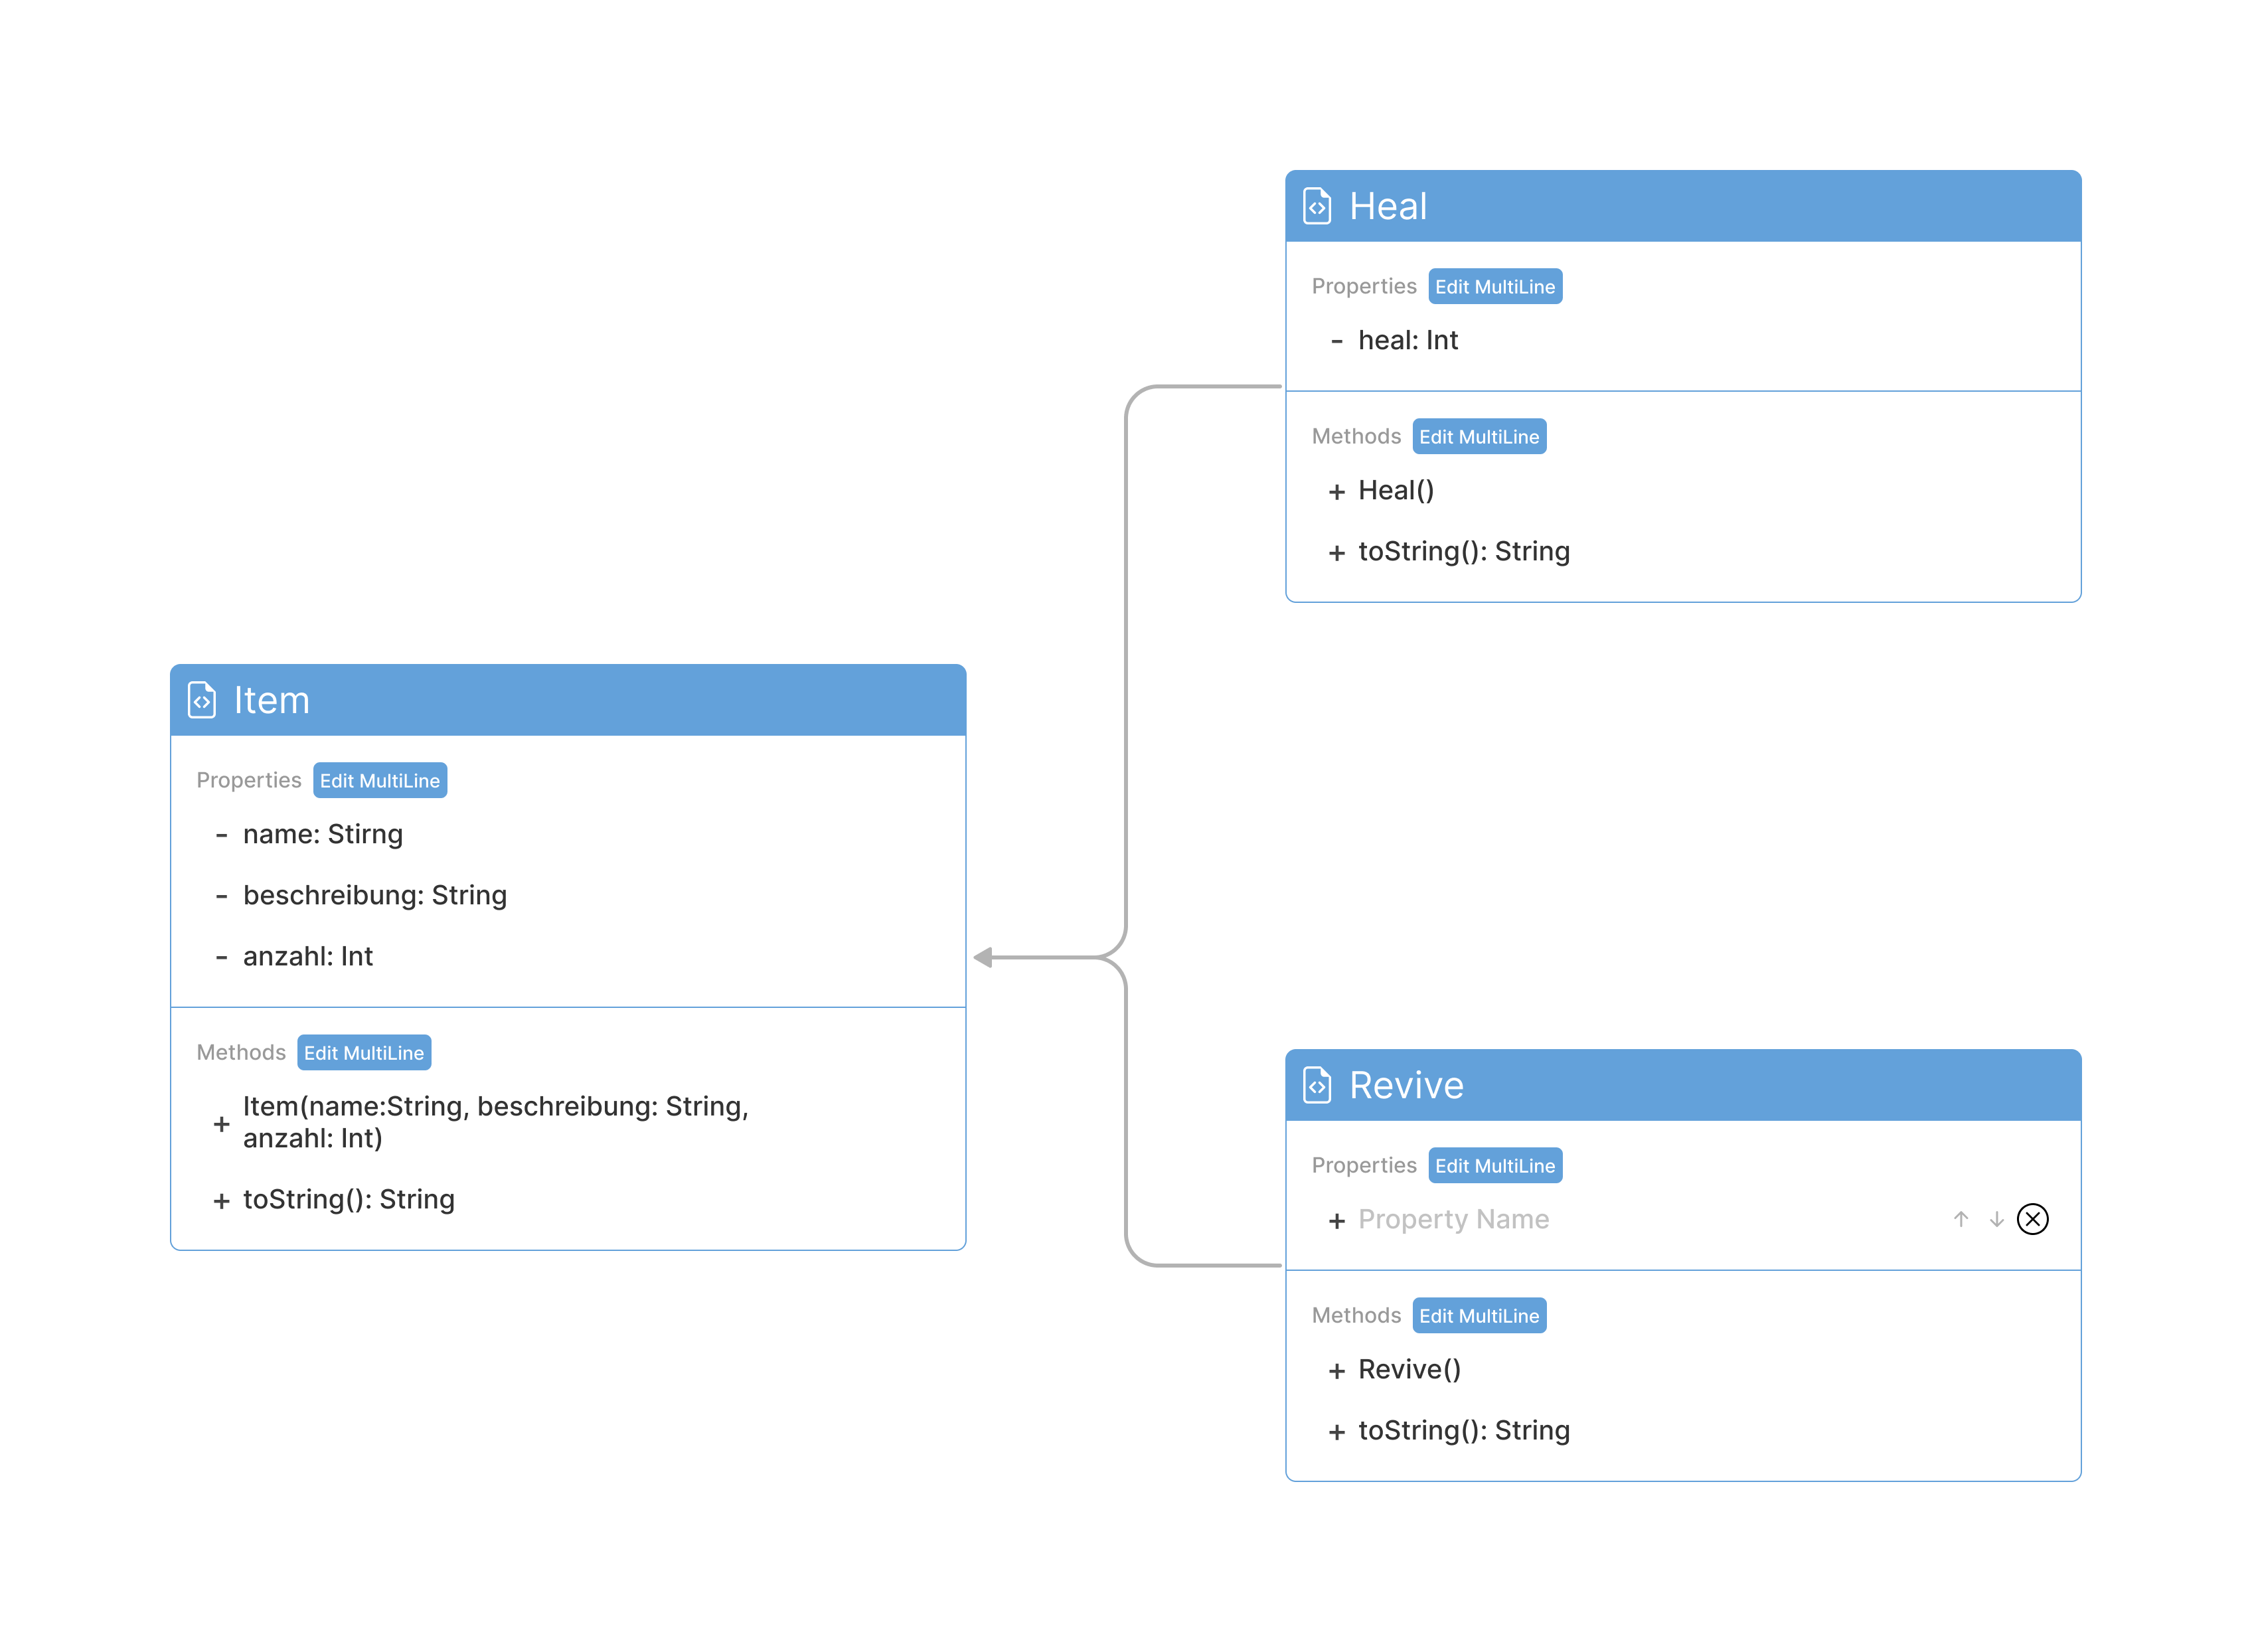 Heal
Properties Edit MultiLine
- heal: Int
Methods Edit MultiLine
+ Heal()
+ toString(): String
Item
Properties Edit MultiLine
- name: Stirng
- beschreibung: String
- anzahl: Int
Methods Edit MultiLine
+ Item(name:String, beschreibung: String,
anzahl: Int)
+ toString(): String
Revive
Properties Edit MultiLine
+ Property Name
Methods Edit MultiLine
+ Revive()
+ toString(): String